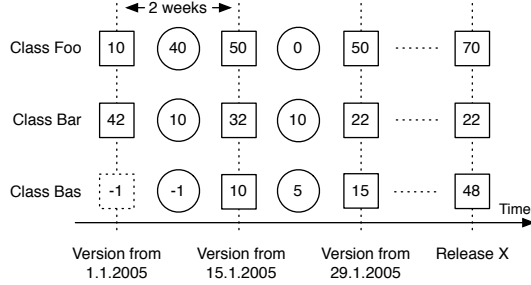 2 weeks
Class Foo 10 40 50 0 50 70
Class Bar 42 10 32 10 22 22
Class Bas -1 -1 10 5 15 48
Time
Version from Version from Version from Release X
1.1.2005 15.1.2005 29.1.2005